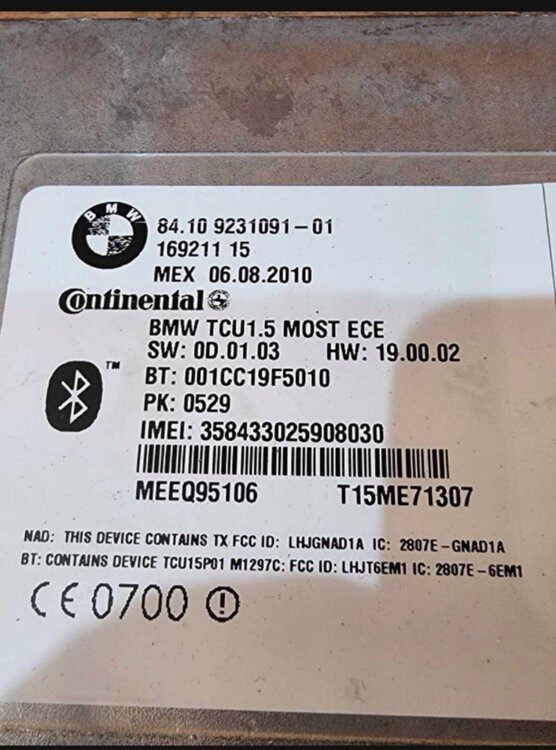 BMW
84.10 9231091-01
169211 15
MEX 06.08.2010
Continental
BMW TCU1.5 MOST ECE
SW: 0D.01.03 HW: 19.00.02
BT: 001CC19F5010
TM
PK: 0529
IMEI: 358433025908030
MEEQ95106 T15ME71307
NAD: THIS DEVICE CONTAINS TX FCC ID: LHJGNAD1A IC: 2807E-GNAD1A
BT: CONTAINS DEVICE TCU15P01 M1297C: FCC ID: LHJT6EM1 IC: 2807E-6EM1
CE 0700